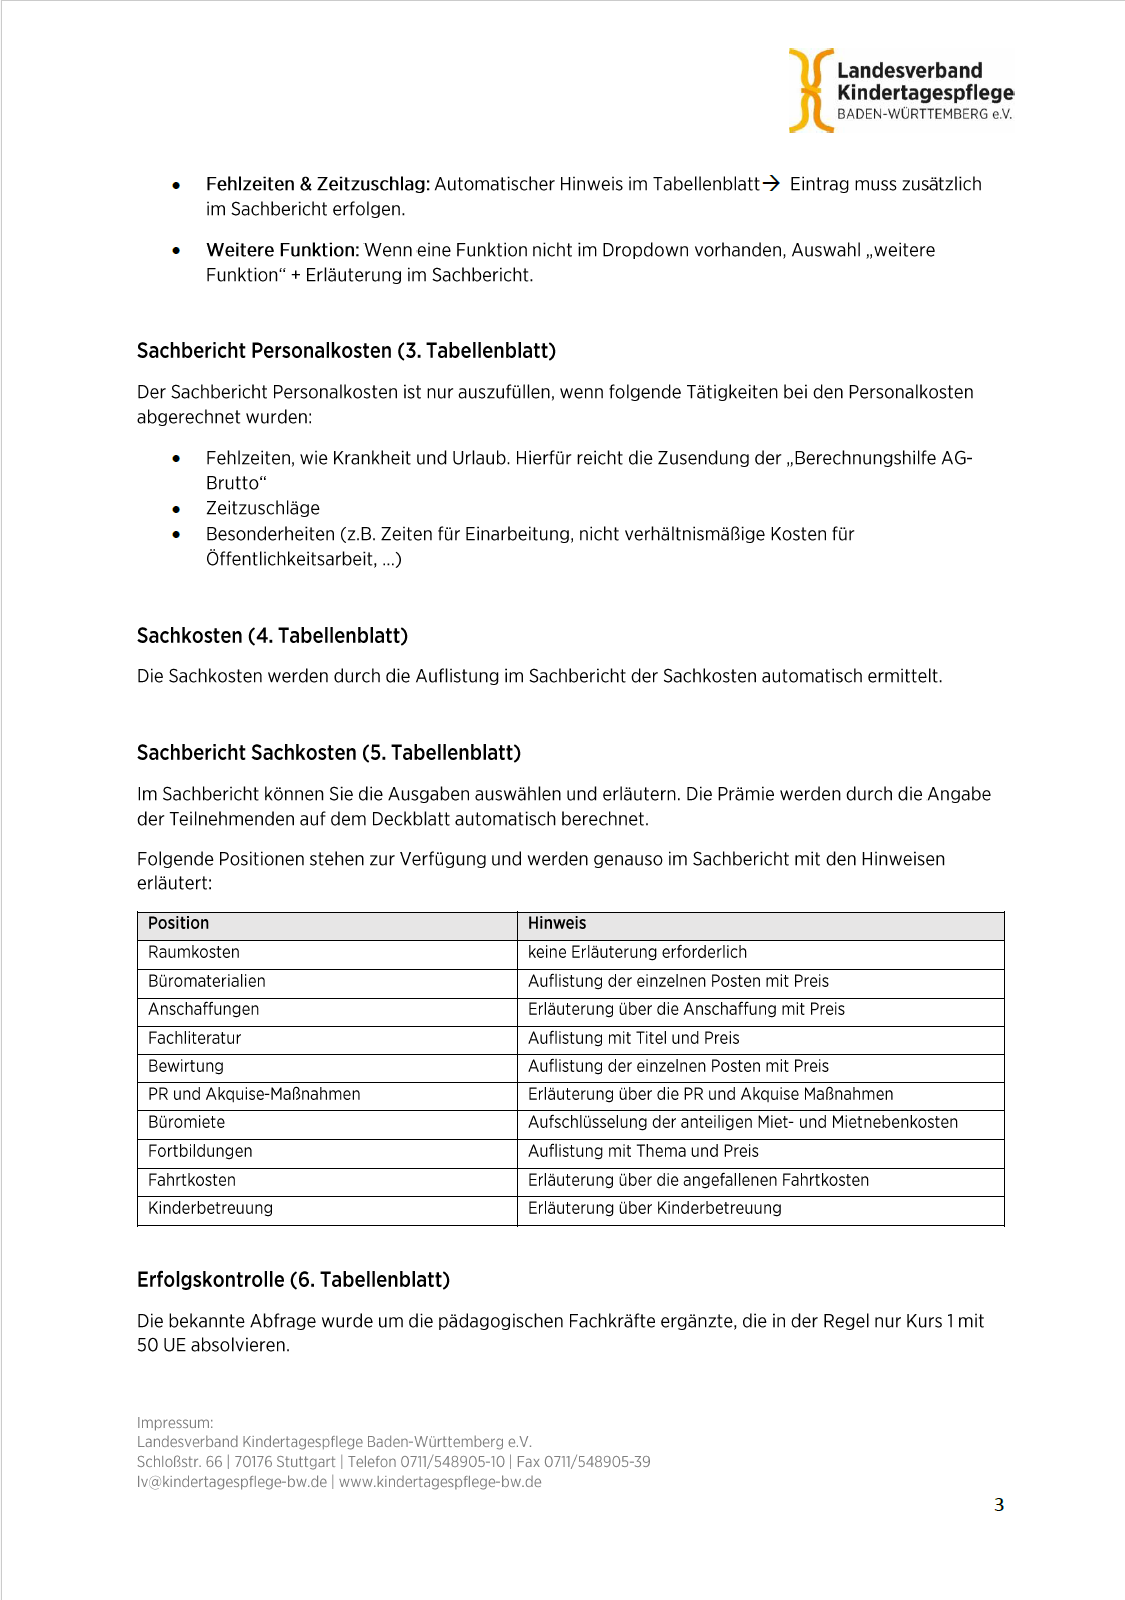 Landesverband
Kindertagespflege
BADEN-WÜRTTEMBERG e.V.
• Fehlzeiten & Zeitzuschlag: Automatischer Hinweis im Tabellenblatt→ Eintrag muss zusätzlich
im Sachbericht erfolgen.
• Weitere Funktion: Wenn eine Funktion nicht im Dropdown vorhanden, Auswahl „weitere
Funktion“ + Erläuterung im Sachbericht.
Sachbericht Personalkosten (3. Tabellenblatt)
Der Sachbericht Personalkosten ist nur auszufüllen, wenn folgende Tätigkeiten bei den Personalkosten
abgerechnet wurden:
• Fehlzeiten, wie Krankheit und Urlaub. Hierfür reicht die Zusendung der „Berechnungshilfe AG-
Brutto“
• Zeitzuschläge
• Besonderheiten (z.B. Zeiten für Einarbeitung, nicht verhältnismäßige Kosten für
Öffentlichkeitsarbeit, ...)
Sachkosten (4. Tabellenblatt)
Die Sachkosten werden durch die Auflistung im Sachbericht der Sachkosten automatisch ermittelt.
Sachbericht Sachkosten (5. Tabellenblatt)
Im Sachbericht können Sie die Ausgaben auswählen und erläutern. Die Prämie werden durch die Angabe
der Teilnehmenden auf dem Deckblatt automatisch berechnet.
Folgende Positionen stehen zur Verfügung und werden genauso im Sachbericht mit den Hinweisen
erläutert:
Position Hinweis
Raumkosten keine Erläuterung erforderlich
Büromaterialien Auflistung der einzelnen Posten mit Preis
Anschaffungen Erläuterung über die Anschaffung mit Preis
Fachliteratur Auflistung mit Titel und Preis
Bewirtung Auflistung der einzelnen Posten mit Preis
PR und Akquise-Maßnahmen Erläuterung über die PR und Akquise Maßnahmen
Büromiete Aufschlüsselung der anteiligen Miet- und Mietnebenkosten
Fortbildungen Auflistung mit Thema und Preis
Fahrtkosten Erläuterung über die angefallenen Fahrtkosten
Kinderbetreuung Erläuterung über Kinderbetreuung
Erfolgskontrolle (6. Tabellenblatt)
Die bekannte Abfrage wurde um die pädagogischen Fachkräfte ergänzte, die in der Regel nur Kurs 1 mit
50 UE absolvieren.
Impressum:
Landesverband Kindertagespflege Baden-Württemberg e.V.
Schloßstr. 66 | 70176 Stuttgart | Telefon 0711/548905-10 | Fax 0711/548905-39
lv@kindertagespflege-bw.de | www.kindertagespflege-bw.de
3